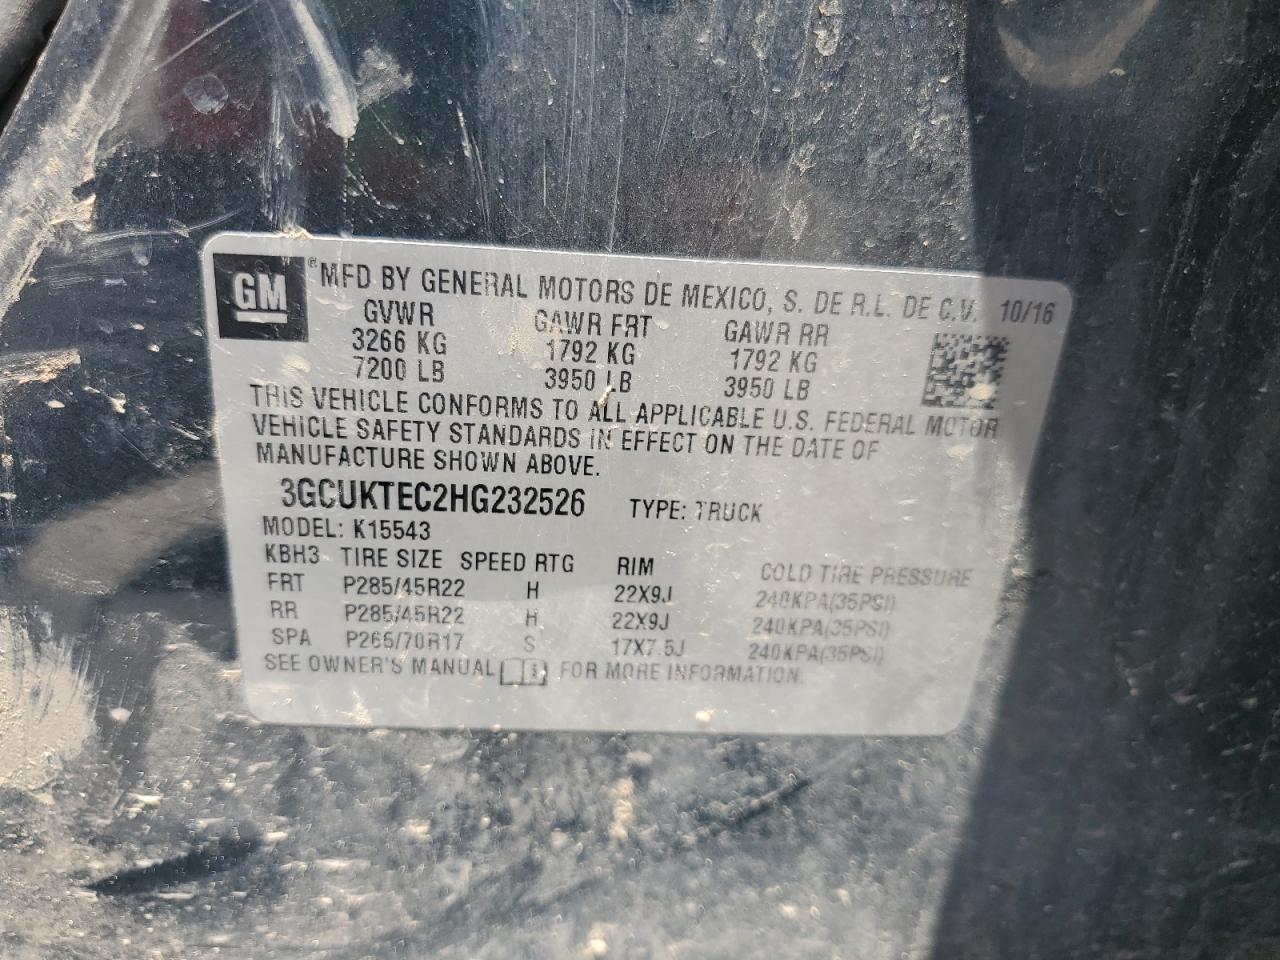 GM
® MFD BY GENERAL MOTORS DE MEXICO, S. DE R.L. DE C.V. 10/16
GVWR GAWR FRT GAWR RR
3266 KG 1792 KG 1792 KG
7200 LB 3950 LB 3950 LB
THIS VEHICLE CONFORMS TO ALL APPLICABLE U.S. FEDERAL MOTOR
VEHICLE SAFETY STANDARDS IN EFFECT ON THE DATE OF
MANUFACTURE SHOWN ABOVE.
3GCUKTEC2HG232526 TYPE: TRUCK
MODEL: K15543
KBH3 TIRE SIZE SPEED RTG RIM COLD TIRE PRESSURE
FRT P285/45R22 H 22X9J 240KPA(35PSI)
RR P285/45R22 H 22X9J 240KPA(35PSI)
SPA P265/70R17 S 17X7.5J 240KPA(35PSI)
SEE OWNER'S MANUAL FOR MORE INFORMATION.